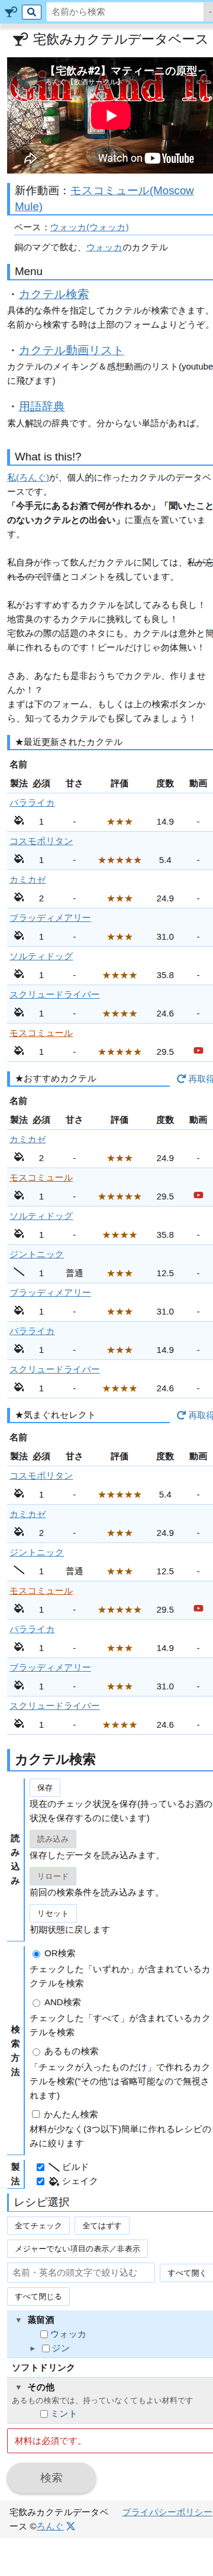 名前から検索
宅飲みカクテルデータベース
【宅飲み#2】マティーニの原型
Watch on YouTube
新作動画：モスコミュール(Moscow
Mule)
ベース：ウォッカ(ウォッカ)
銅のマグで飲む、ウォッカのカクテル
Menu
・カクテル検索
具体的な条件を指定してカクテルが検索できます。
名前から検索する時は上部のフォームよりどうぞ。
・カクテル動画リスト
カクテルのメイキング＆感想動画のリスト(youtube
に飛びます)
・用語辞典
素人解説の辞典です。分からない単語があれば。
What is this!?
私(ろんぐ)が、個人的に作ったカクテルのデータベ
ースです。
「今手元にあるお酒で何が作れるか」「聞いたこと
のないカクテルとの出会い」に重点を置いていま
す。
私自身が作って飲んだカクテルに関しては、私が忘
れるので評価とコメントを残しています。
私がおすすめするカクテルを試してみるも良し！
地雷臭のするカクテルに挑戦しても良し！
宅飲みの際の話題のネタにも。カクテルは意外と簡
単に作れるものです！ビールだけじゃ勿体無い！
さあ、あなたも是非おうちでカクテル、作りませ
んか！？
まずは下のフォーム、もしくは上の検索ボタンか
ら、知ってるカクテルでも探してみましょう！
★最近更新されたカクテル
名前
製法 必須 甘さ 評価 度数 動画
バラライカ
1 - ★★★ 14.9 -
コスモポリタン
1 - ★★★★★ 5.4 -
カミカゼ
2 - ★★★ 24.9 -
ブラッディメアリー
1 - ★★★ 31.0 -
ソルティドッグ
1 - ★★★★ 35.8 -
スクリュードライバー
1 - ★★★★ 24.6 -
モスコミュール
1 - ★★★★★ 29.5
★おすすめカクテル 再取得
名前
製法 必須 甘さ 評価 度数 動画
カミカゼ
2 - ★★★ 24.9 -
モスコミュール
1 - ★★★★★ 29.5
ソルティドッグ
1 - ★★★★ 35.8 -
ジントニック
1 普通 ★★★ 12.5 -
ブラッディメアリー
1 - ★★★ 31.0 -
バラライカ
1 - ★★★ 14.9 -
スクリュードライバー
1 - ★★★★ 24.6 -
★気まぐれセレクト 再取得
名前
製法 必須 甘さ 評価 度数 動画
コスモポリタン
1 - ★★★★★ 5.4 -
カミカゼ
2 - ★★★ 24.9 -
ジントニック
1 普通 ★★★ 12.5 -
モスコミュール
1 - ★★★★★ 29.5
バラライカ
1 - ★★★ 14.9 -
ブラッディメアリー
1 - ★★★ 31.0 -
スクリュードライバー
1 - ★★★★ 24.6 -
カクテル検索
読み込み
保存
現在のチェック状況を保存(持っているお酒の
状況を保存するのに使います)
読み込み
保存したデータを読み込みます。
リロード
前回の検索条件を読み込みます。
リセット
初期状態に戻します
検索方法
OR検索
チェックした「いずれか」が含まれているカ
クテルを検索
AND検索
チェックした「すべて」が含まれているカク
テルを検索
あるもの検索
「チェックが入ったものだけ」で作れるカク
テルを検索("その他"は省略可能なので無視さ
れます)
かんたん検索
材料が少なく(3つ以下)簡単に作れるレシピの
みに絞ります
製法
ビルド
シェイク
レシピ選択
全てチェック 全てはずす
メジャーでない項目の表示／非表示
名前・英名の頭文字で絞り込む すべて開く
すべて閉じる
▼ 蒸留酒
ウォッカ
▸ ジン
ソフトドリンク
▼ その他
あるもの検索では、持っていなくてもよい材料です
ミント
材料は必須です。
検索
宅飲みカクテルデータベ
ース ©ろんぐ
プライバシーポリシー